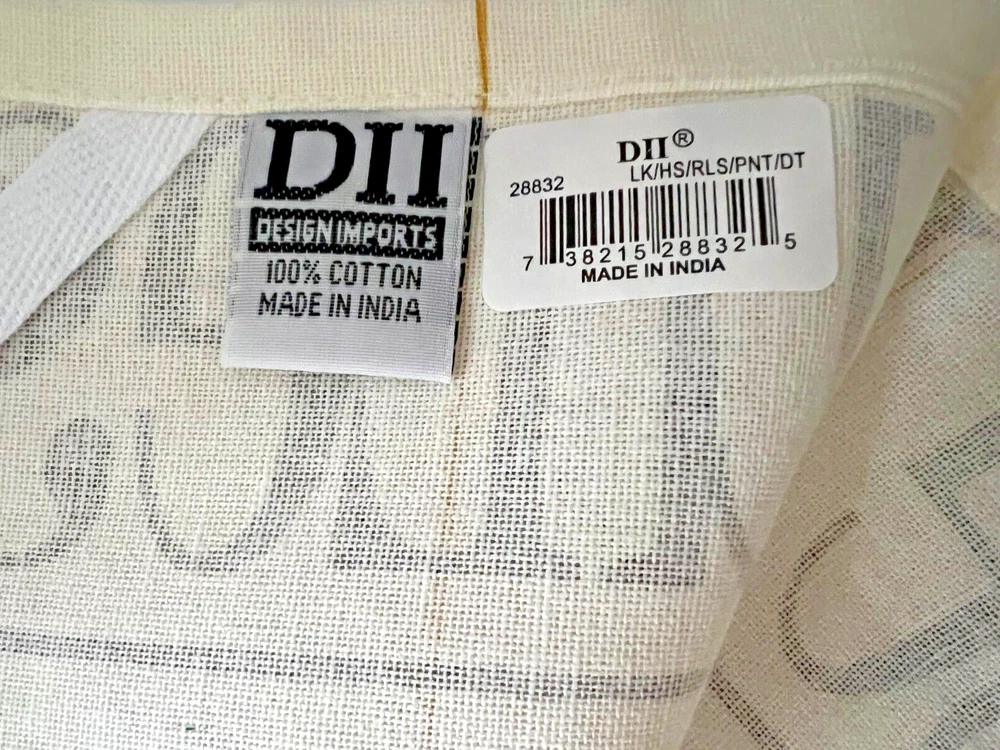 DII
DESIGN IMPORTS
100% COTTON
MADE IN INDIA
DII®
LK/HS/RLS/PNT/DT
28832
7 38215 28832 5
MADE IN INDIA